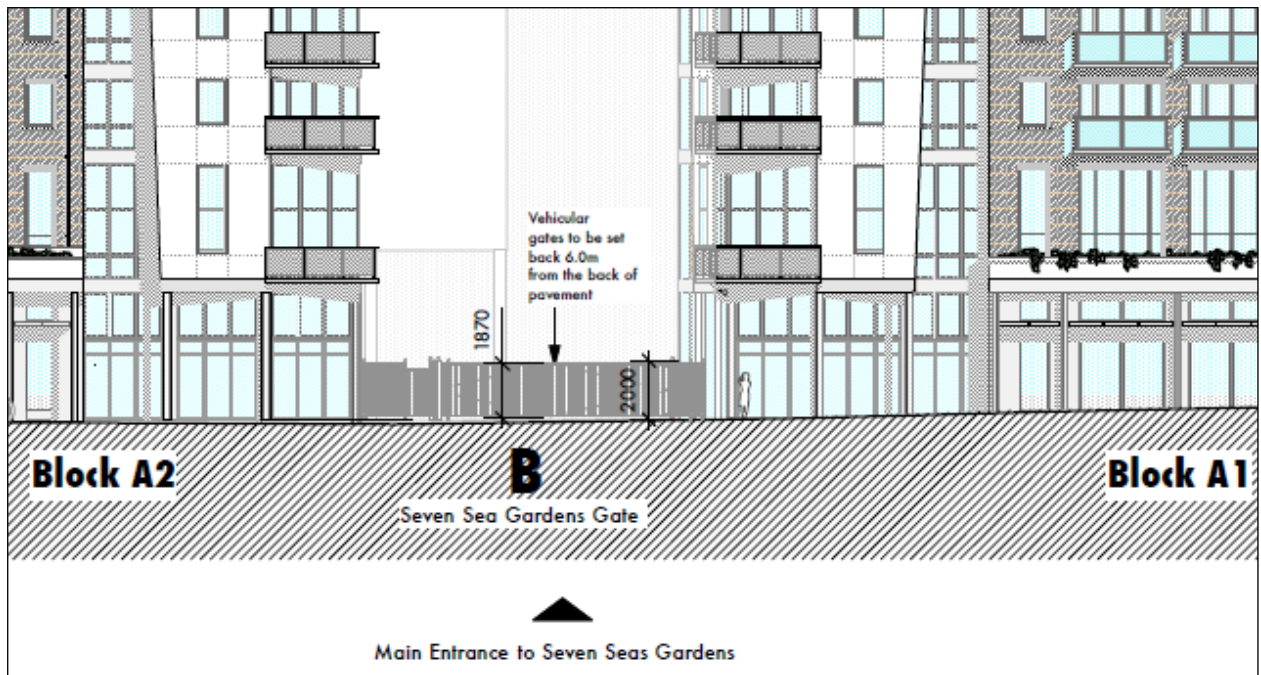 Vehicular
gates to be set
back 6.0m
from the back of
pavement
1870
2000
Block A2
B
Block A1
Seven Sea Gardens Gate
Main Entrance to Seven Seas Gardens